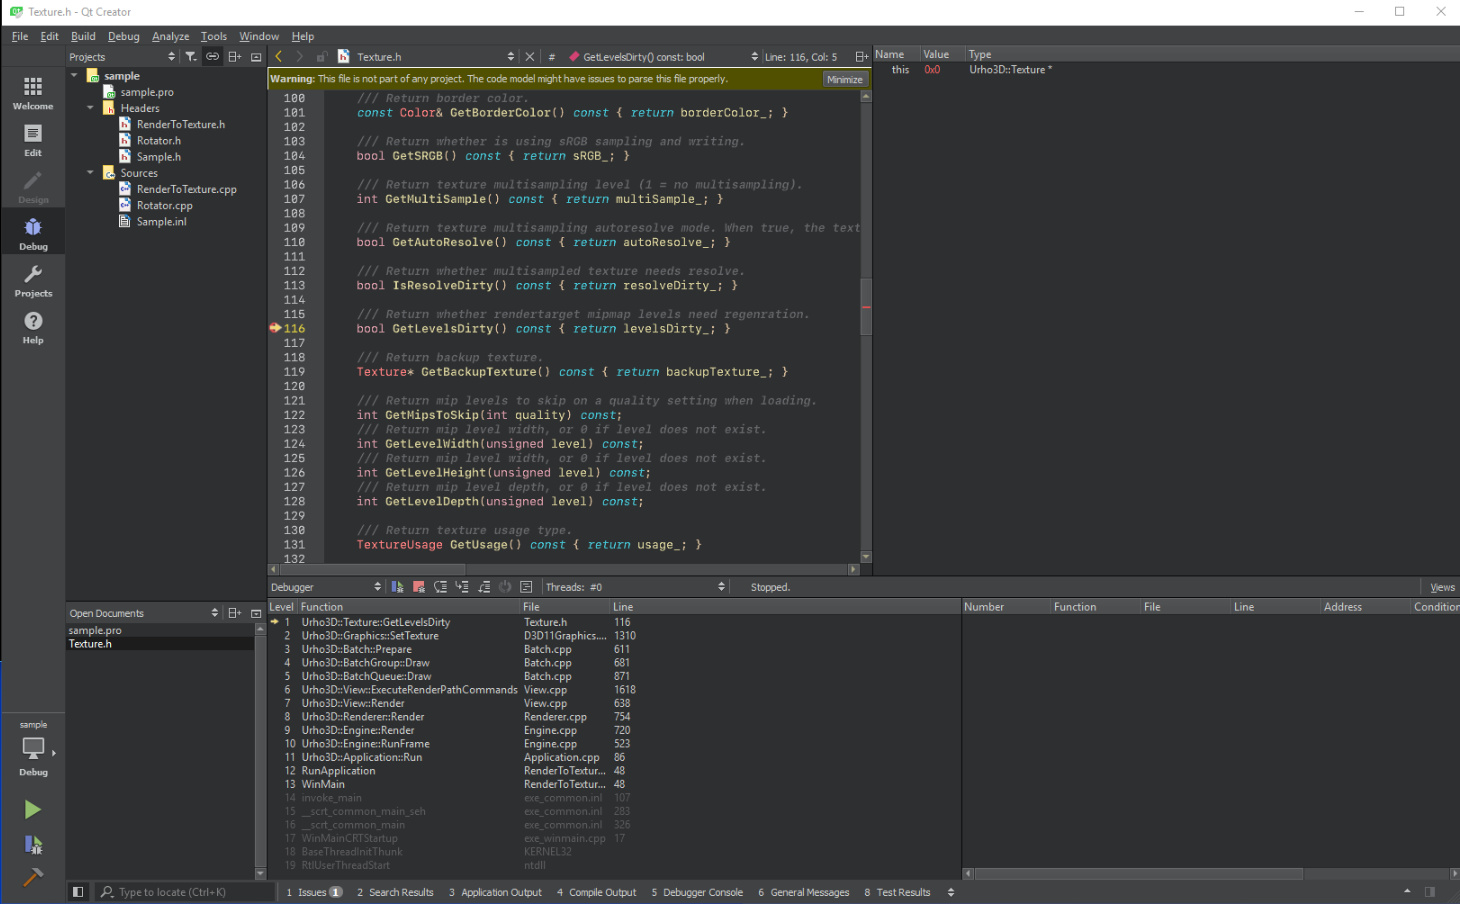 Texture.h - Qt Creator
File Edit Build Debug Analyze Tools Window Help
Projects
Texture.h
#
GetLevelsDirty() const: bool
Line: 116, Col: 5
Warning: This file is not part of any project. The code model might have issues to parse this file properly.
Minimize
Name Value Type
this 0x0 Urho3D::Texture *
Welcome
Edit
Design
Debug
Projects
Help
sample
sample.pro
Headers
RenderToTexture.h
Rotator.h
Sample.h
Sources
RenderToTexture.cpp
Rotator.cpp
Sample.inl
100 /// Return border color.
101 const Color& GetBorderColor() const { return borderColor_; }
102
103 /// Return whether is using sRGB sampling and writing.
104 bool GetSRGB() const { return sRGB_; }
105
106 /// Return texture multisampling level (1 = no multisampling).
107 int GetMultiSample() const { return multiSample_; }
108
109 /// Return texture multisampling autoresolve mode. When true, the text
110 bool GetAutoResolve() const { return autoResolve_; }
111
112 /// Return whether multisampled texture needs resolve.
113 bool IsResolveDirty() const { return resolveDirty_; }
114
115 /// Return whether rendertarget mipmap levels need regenration.
116 bool GetLevelsDirty() const { return levelsDirty_; }
117
118 /// Return backup texture.
119 Texture* GetBackupTexture() const { return backupTexture_; }
120
121 /// Return mip levels to skip on a quality setting when loading.
122 int GetMipsToSkip(int quality) const;
123 /// Return mip level width, or 0 if level does not exist.
124 int GetLevelWidth(unsigned level) const;
125 /// Return mip level width, or 0 if level does not exist.
126 int GetLevelHeight(unsigned level) const;
127 /// Return mip level depth, or 0 if level does not exist.
128 int GetLevelDepth(unsigned level) const;
129
130 /// Return texture usage type.
131 TextureUsage GetUsage() const { return usage_; }
132
Open Documents
sample.pro
Texture.h
Debugger
Threads: #0
Stopped.
Views
Level Function File Line
1 Urho3D::Texture::GetLevelsDirty Texture.h 116
2 Urho3D::Graphics::SetTexture D3D11Graphics.... 1310
3 Urho3D::Batch::Prepare Batch.cpp 611
4 Urho3D::BatchGroup::Draw Batch.cpp 681
5 Urho3D::BatchQueue::Draw Batch.cpp 871
6 Urho3D::View::ExecuteRenderPathCommands View.cpp 1618
7 Urho3D::View::Render View.cpp 638
8 Urho3D::Renderer::Render Renderer.cpp 754
9 Urho3D::Engine::Render Engine.cpp 720
10 Urho3D::Engine::RunFrame Engine.cpp 523
11 Urho3D::Application::Run Application.cpp 86
12 RunApplication RenderToTextur... 48
13 WinMain RenderToTextur... 48
14 invoke_main exe_common.inl 107
15 __scrt_common_main_seh exe_common.inl 283
16 __scrt_common_main exe_common.inl 326
17 WinMainCRTStartup exe_winmain.cpp 17
18 BaseThreadInitThunk KERNEL32
19 RtlUserThreadStart ntdll
Number Function File Line Address Condition
sample
Debug
Type to locate (Ctrl+K)
1 Issues 1 2 Search Results 3 Application Output 4 Compile Output 5 Debugger Console 6 General Messages 8 Test Results